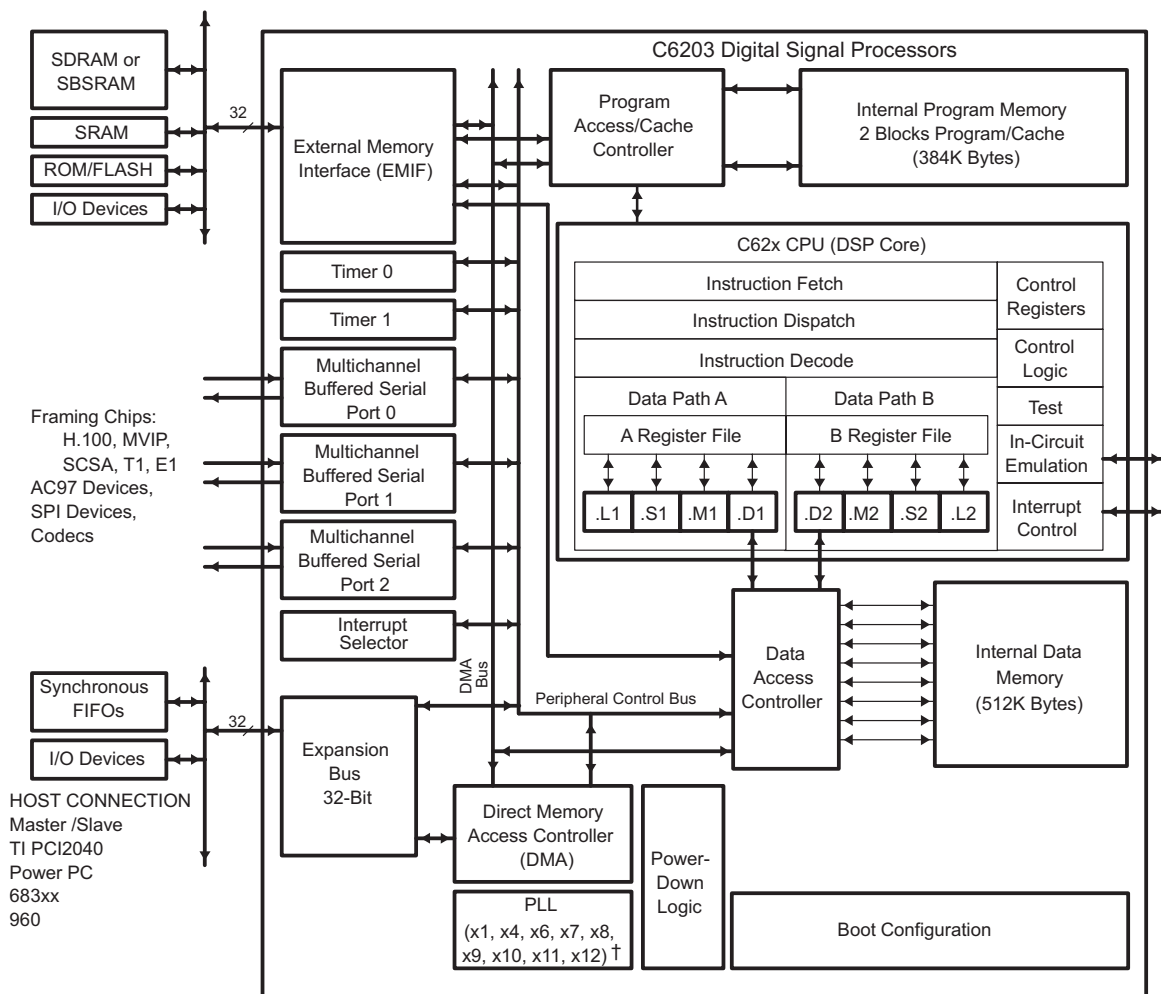 C6203 Digital Signal Processors
SDRAM or
SBSRAM
SRAM
ROM/FLASH
I/O Devices
32
External Memory
Interface (EMIF)
Program
Access/Cache
Controller
Internal Program Memory
2 Blocks Program/Cache
(384K Bytes)
Timer 0
Timer 1
Multichannel
Buffered Serial
Port 0
Multichannel
Buffered Serial
Port 1
Multichannel
Buffered Serial
Port 2
Interrupt
Selector
Framing Chips:
H.100, MVIP,
SCSA, T1, E1
AC97 Devices,
SPI Devices,
Codecs
C62x CPU (DSP Core)
Instruction Fetch
Instruction Dispatch
Instruction Decode
Control
Registers
Control
Logic
Test
In-Circuit
Emulation
Interrupt
Control
Data Path A
Data Path B
A Register File
B Register File
.L1 .S1 .M1 .D1
.D2 .M2 .S2 .L2
Data
Access
Controller
Internal Data
Memory
(512K Bytes)
DMA
Bus
Peripheral Control Bus
Synchronous
FIFOs
I/O Devices
32
Expansion
Bus
32-Bit
HOST CONNECTION
Master /Slave
TI PCI2040
Power PC
683xx
960
Direct Memory
Access Controller
(DMA)
PLL
(x1, x4, x6, x7, x8,
x9, x10, x11, x12) †
Power-
Down
Logic
Boot Configuration